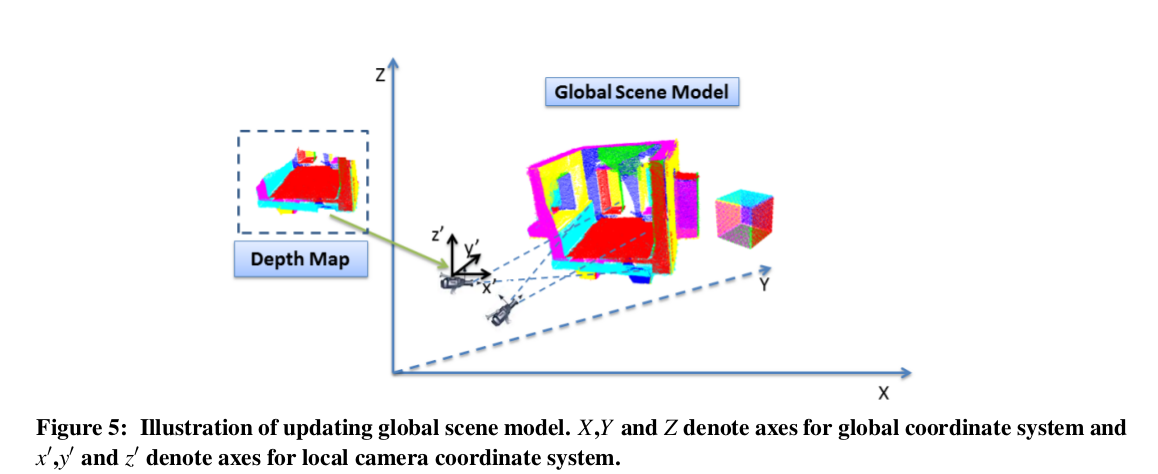 Z
Global Scene Model
Depth Map
z'
y'
x'
Y
X
Figure 5: Illustration of updating global scene model. X,Y and Z denote axes for global coordinate system and
x′,y′ and z′ denote axes for local camera coordinate system.